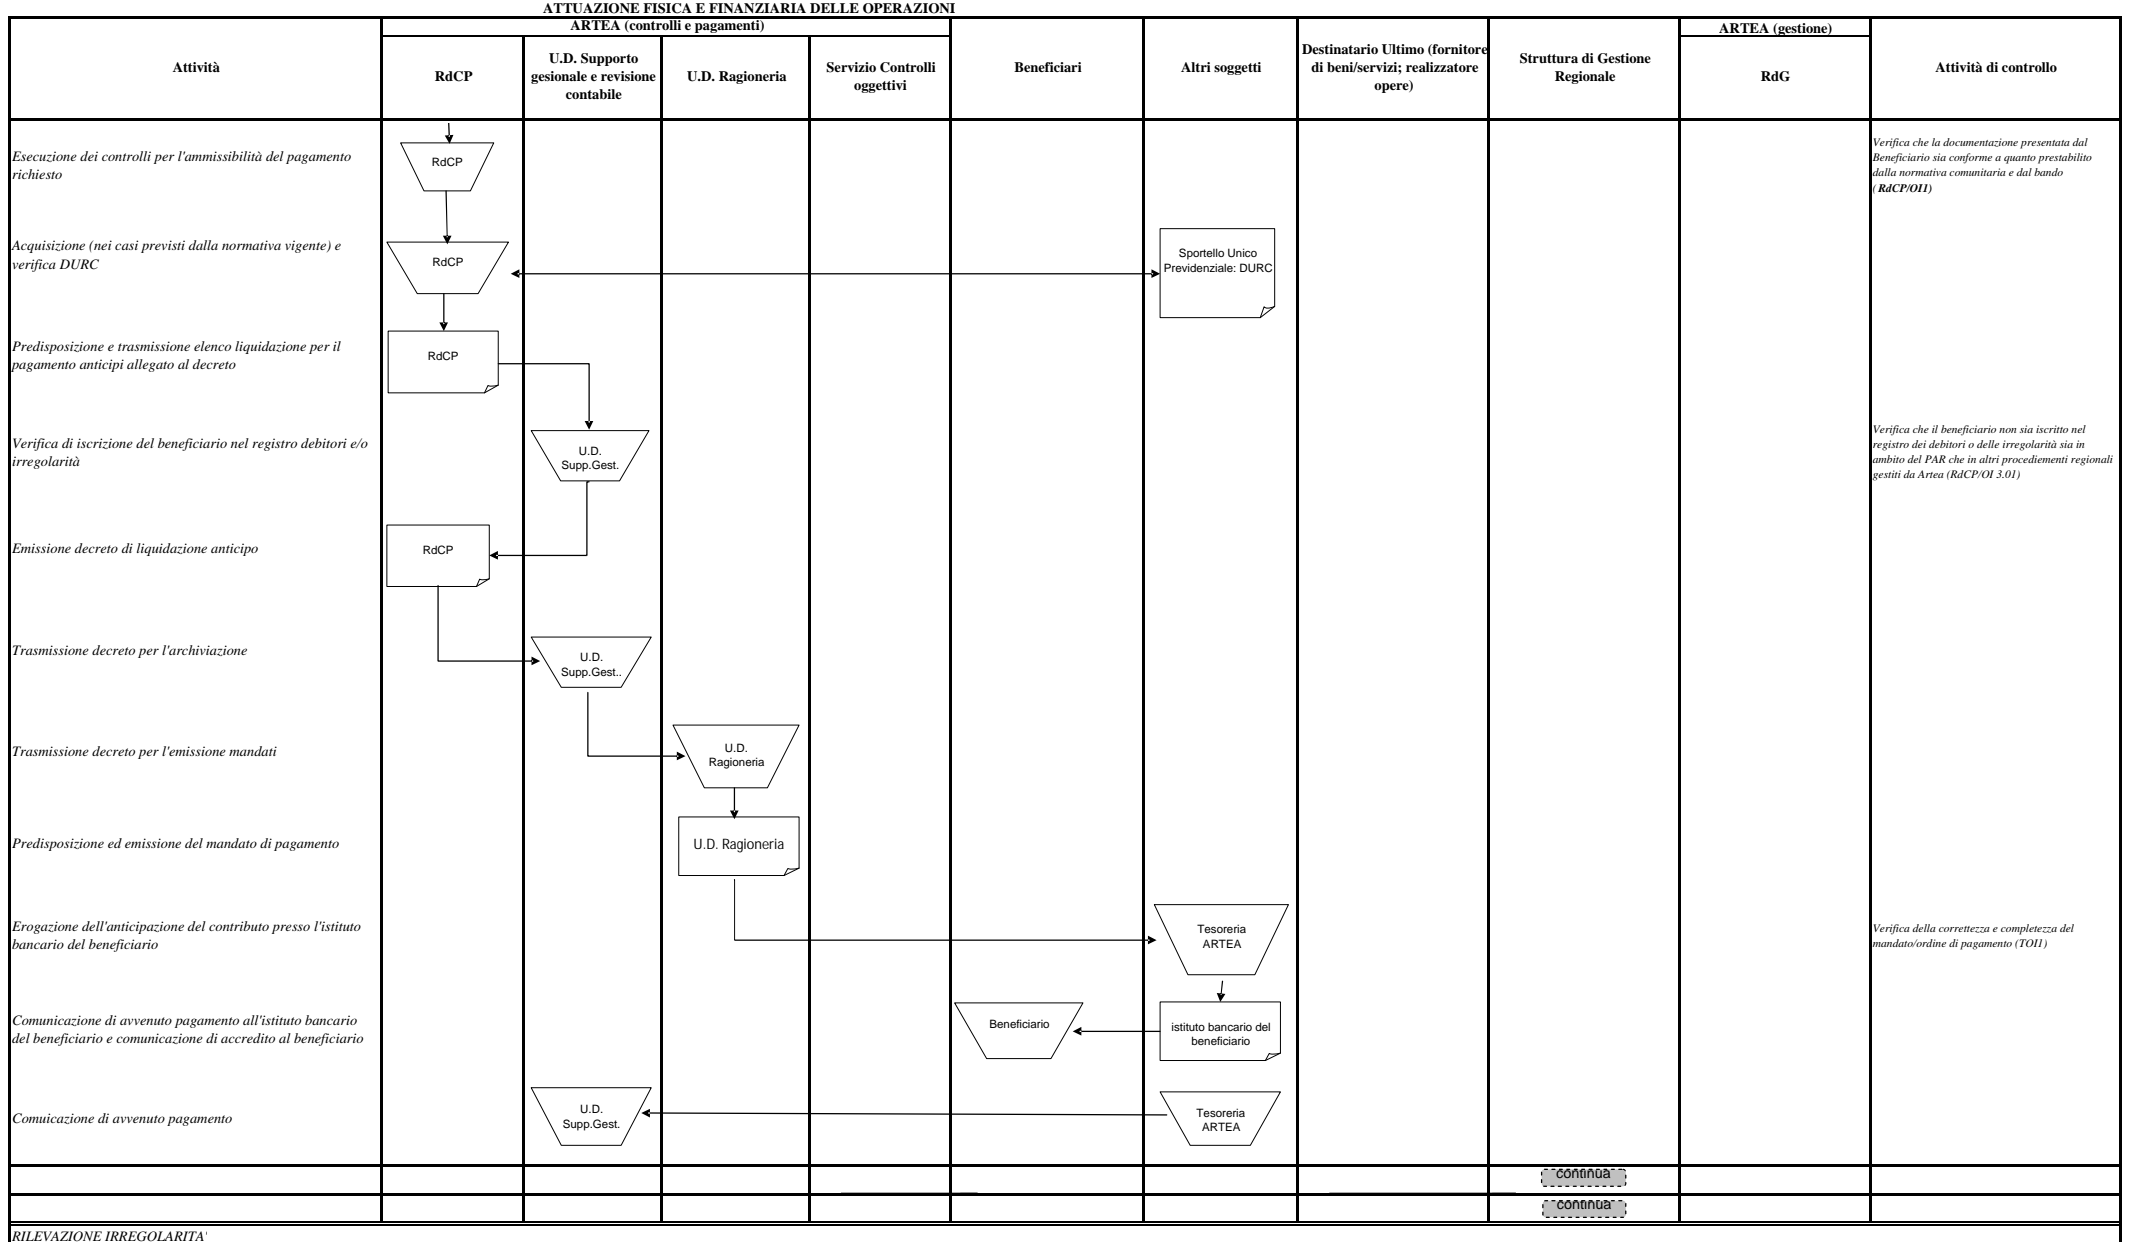 ATTUAZIONE FISICA E FINANZIARIA DELLE OPERAZIONI
ARTEA (controlli e pagamenti)
ARTEA (gestione)
Attività
RdCP
U.D. Supporto
gesionale e revisione
contabile
U.D. Ragioneria
Servizio Controlli
oggettivi
Beneficiari
Altri soggetti
Destinatario Ultimo (fornitore
di beni/servizi; realizzatore
opere)
Struttura di Gestione
Regionale
RdG
Attività di controllo
Esecuzione dei controlli per l'ammissibilità del pagamento
richiesto
RdCP
Verifica che la documentazione presentata dal
Beneficiario sia conforme a quanto prestabilito
dalla normativa comunitaria e dal bando
( RdCP/OI1)
Acquisizione (nei casi previsti dalla normativa vigente) e
verifica DURC
RdCP
Sportello Unico
Previdenziale: DURC
Predisposizione e trasmissione elenco liquidazione per il
pagamento anticipi allegato al decreto
RdCP
Verifica di iscrizione del beneficiario nel registro debitori e/o
irregolarità
U.D.
Supp.Gest.
Verifica che il beneficiario non sia iscritto nel
registro dei debitori o delle irregolarità sia in
ambito del PAR che in altri procediementi regionali
gestiti da Artea (RdCP/OI 3.01)
Emissione decreto di liquidazione anticipo
RdCP
Trasmissione decreto per l'archiviazione
U.D.
Supp.Gest..
Trasmissione decreto per l'emissione mandati
U.D.
Ragioneria
Predisposizione ed emissione del mandato di pagamento
U.D. Ragioneria
Erogazione dell'anticipazione del contributo presso l'istituto
bancario del beneficiario
Tesoreria
ARTEA
Verifica della correttezza e completezza del
mandato/ordine di pagamento (TOI1)
Comunicazione di avvenuto pagamento all'istituto bancario
del beneficiario e comunicazione di accredito al beneficiario
Beneficiario
istituto bancario del
beneficiario
Comuicazione di avvenuto pagamento
U.D.
Supp.Gest.
Tesoreria
ARTEA
continua
continua
RILEVAZIONE IRREGOLARITA'